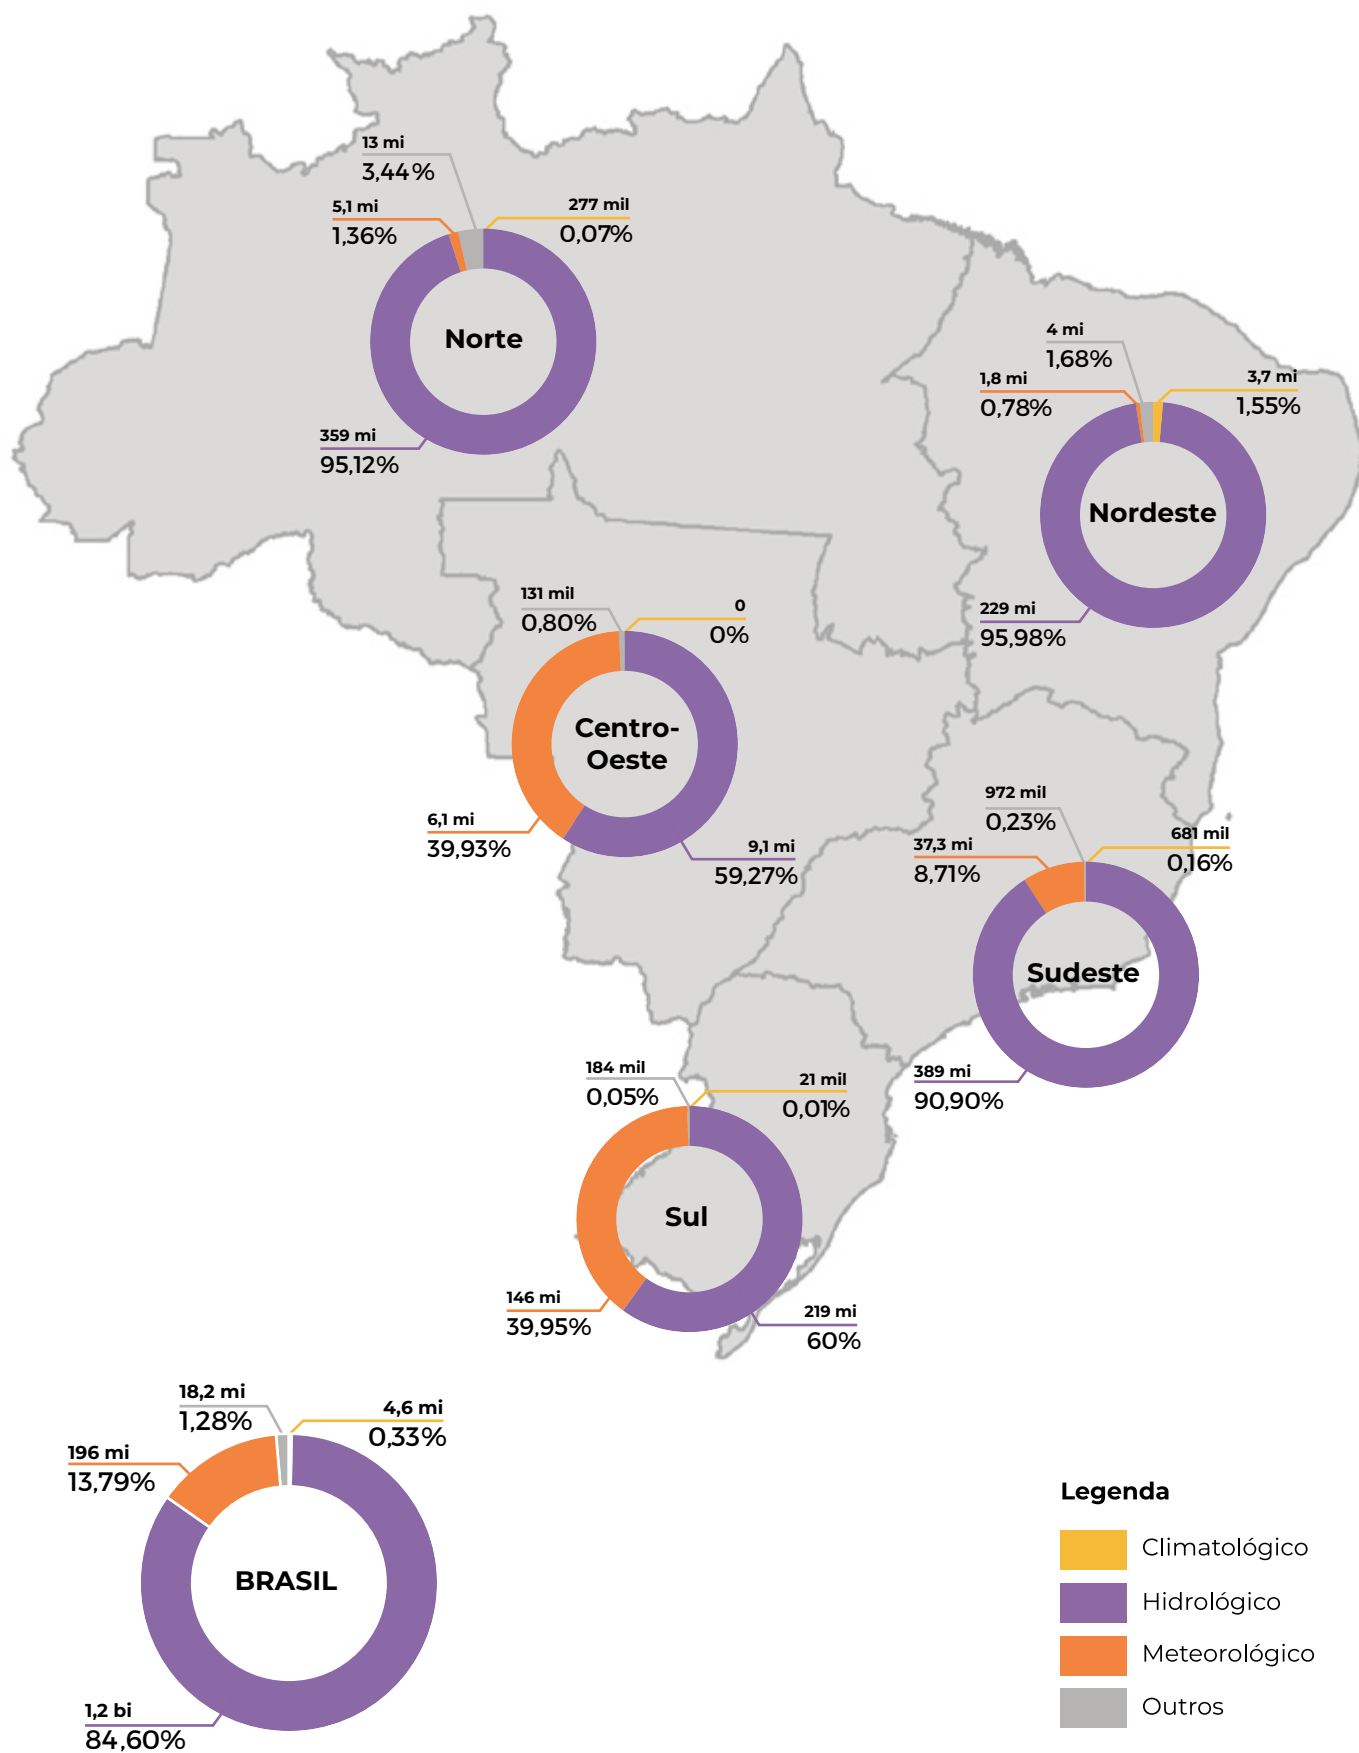 13 mi
3,44%
5,1 mi
1,36%
277 mil
0,07%
Norte
359 mi
95,12%
4 mi
1,68%
1,8 mi
0,78%
3,7 mi
1,55%
Nordeste
229 mi
95,98%
131 mil
0,80%
0
0%
Centro-
Oeste
6,1 mi
39,93%
9,1 mi
59,27%
972 mil
0,23%
37,3 mi
8,71%
681 mil
0,16%
Sudeste
389 mi
90,90%
184 mil
0,05%
21 mil
0,01%
Sul
146 mi
39,95%
219 mi
60%
18,2 mi
1,28%
4,6 mi
0,33%
196 mi
13,79%
BRASIL
1,2 bi
84,60%
Legenda
Climatológico
Hidrológico
Meteorológico
Outros